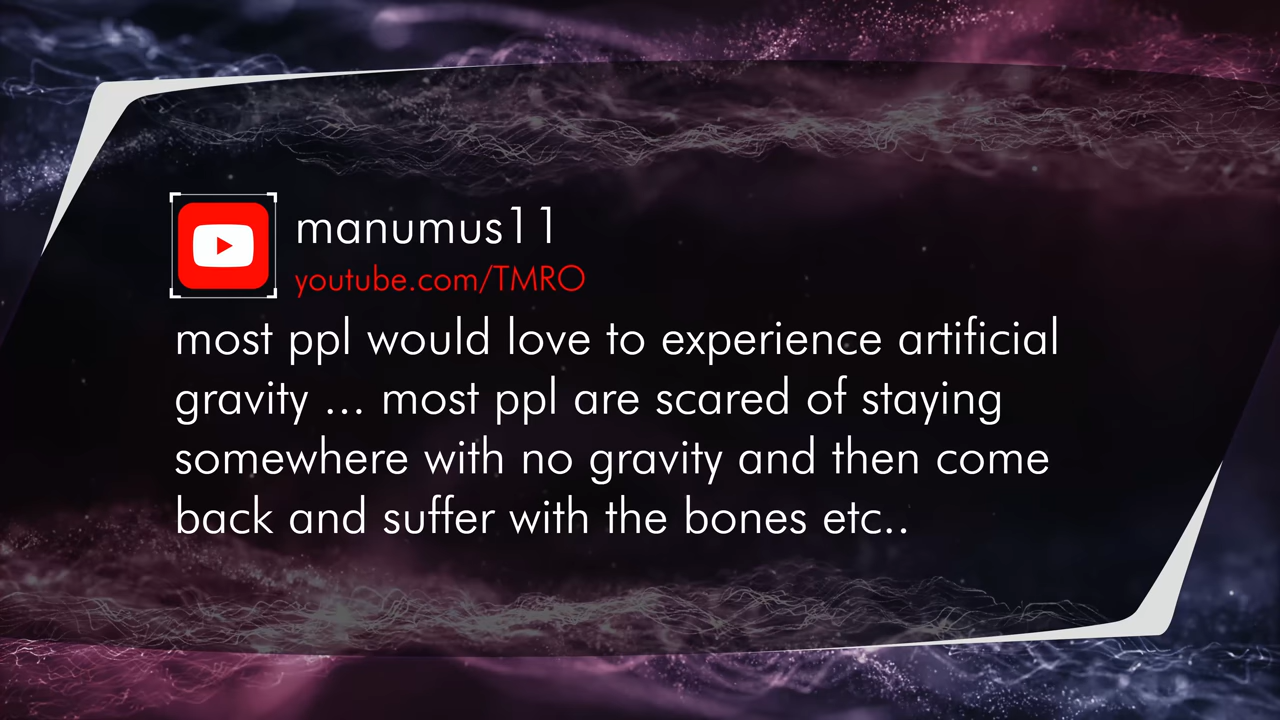 manumus11
youtube.com/TMRO
most ppl would love to experience artificial
gravity ... most ppl are scared of staying
somewhere with no gravity and then come
back and suffer with the bones etc..